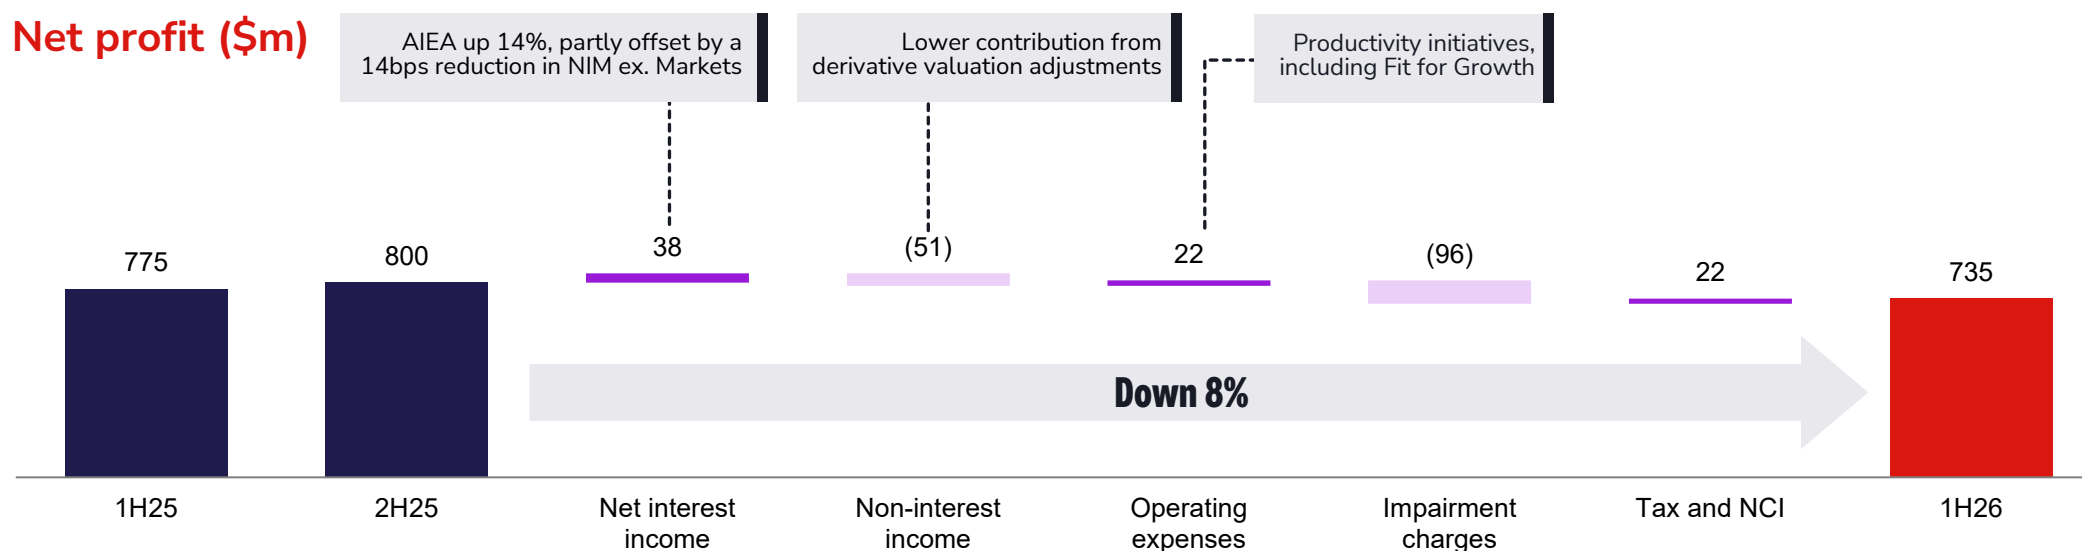 Net profit ($m)
AIEA up 14%, partly offset by a
14bps reduction in NIM ex. Markets
Lower contribution from
derivative valuation adjustments
Productivity initiatives,
including Fit for Growth
775
800
38
(51)
22
(96)
22
735
Down 8%
1H25
2H25
Net interest
income
Non-interest
income
Operating
expenses
Impairment
charges
Tax and NCI
1H26